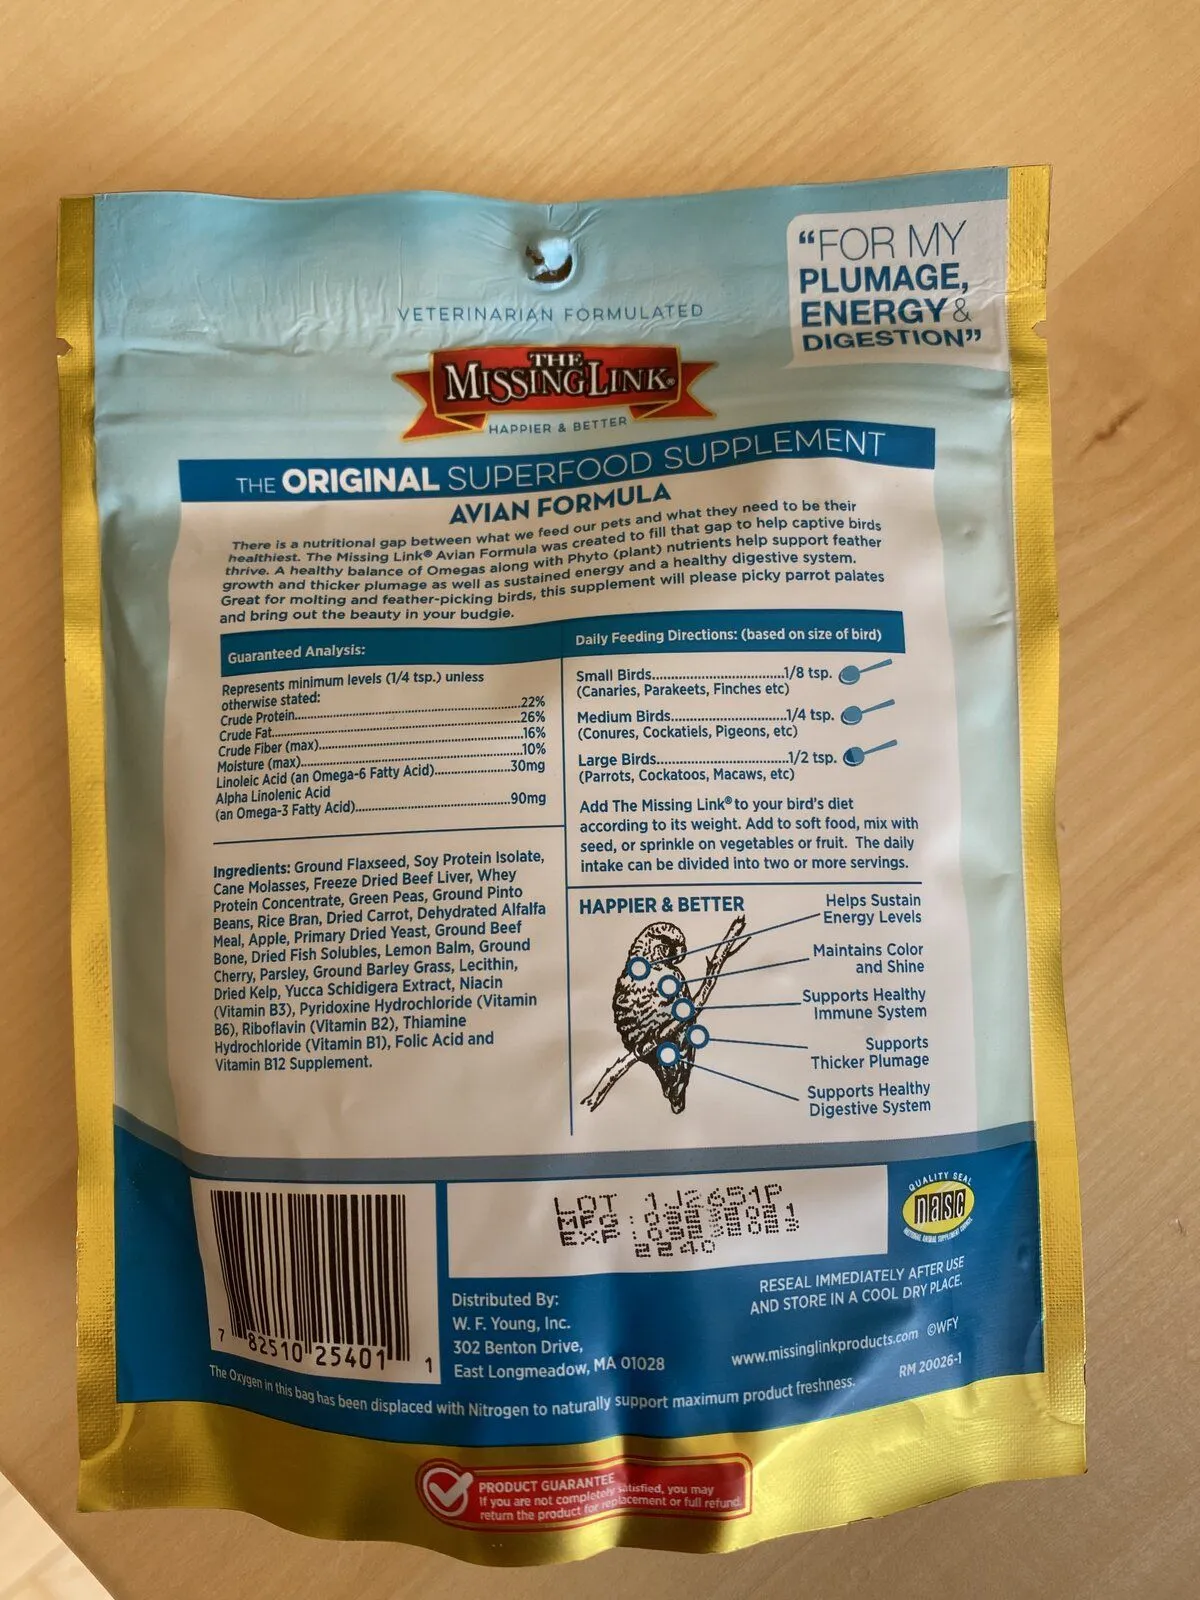 "FOR MY
PLUMAGE,
ENERGY &
DIGESTION"
VETERINARIAN FORMULATED
THE
MISSING LINK®
HAPPIER & BETTER
THE ORIGINAL SUPERFOOD SUPPLEMENT
AVIAN FORMULA
There is a nutritional gap between what we feed our pets and what they need to be their
healthiest. The Missing Link® Avian Formula was created to fill that gap to help captive birds
thrive. A healthy balance of Omegas along with Phyto (plant) nutrients help support feather
growth and thicker plumage as well as sustained energy and a healthy digestive system.
Great for molting and feather-picking birds, this supplement will please picky parrot palates
and bring out the beauty in your budgie.
Guaranteed Analysis:
Represents minimum levels (1/4 tsp.) unless
otherwise stated:
Crude Protein...22%
Crude Fat...26%
Crude Fiber (max)...16%
Moisture (max)...10%
Linoleic Acid (an Omega-6 Fatty Acid)...30mg
Alpha Linolenic Acid
(an Omega-3 Fatty Acid)...90mg
Ingredients: Ground Flaxseed, Soy Protein Isolate,
Cane Molasses, Freeze Dried Beef Liver, Whey
Protein Concentrate, Green Peas, Ground Pinto
Beans, Rice Bran, Dried Carrot, Dehydrated Alfalfa
Meal, Apple, Primary Dried Yeast, Ground Beef
Bone, Dried Fish Solubles, Lemon Balm, Ground
Cherry, Parsley, Ground Barley Grass, Lecithin,
Dried Kelp, Yucca Schidigera Extract, Niacin
(Vitamin B3), Pyridoxine Hydrochloride (Vitamin
B6), Riboflavin (Vitamin B2), Thiamine
Hydrochloride (Vitamin B1), Folic Acid and
Vitamin B12 Supplement.
Daily Feeding Directions: (based on size of bird)
Small Birds...1/8 tsp.
(Canaries, Parakeets, Finches etc)
Medium Birds...1/4 tsp.
(Conures, Cockatiels, Pigeons, etc)
Large Birds...1/2 tsp.
(Parrots, Cockatoos, Macaws, etc)
Add The Missing Link® to your bird's diet
according to its weight. Add to soft food, mix with
seed, or sprinkle on vegetables or fruit. The daily
intake can be divided into two or more servings.
HAPPIER & BETTER
Helps Sustain
Energy Levels
Maintains Color
and Shine
Supports Healthy
Immune System
Supports
Thicker Plumage
Supports Healthy
Digestive System
LOT 1J2651P
MFG:
EXP:
2240
QUALITY SEAL
nasc
NATIONAL ANIMAL SUPPLEMENT COUNCIL
7 82510 25401 1
Distributed By:
W. F. Young, Inc.
302 Benton Drive,
East Longmeadow, MA 01028
RESEAL IMMEDIATELY AFTER USE
AND STORE IN A COOL DRY PLACE.
www.missinglinkproducts.com ©WFY
RM 20026-1
The Oxygen in this bag has been displaced with Nitrogen to naturally support maximum product freshness.
PRODUCT GUARANTEE
If you are not completely satisfied, you may
return the product for replacement or full refund.